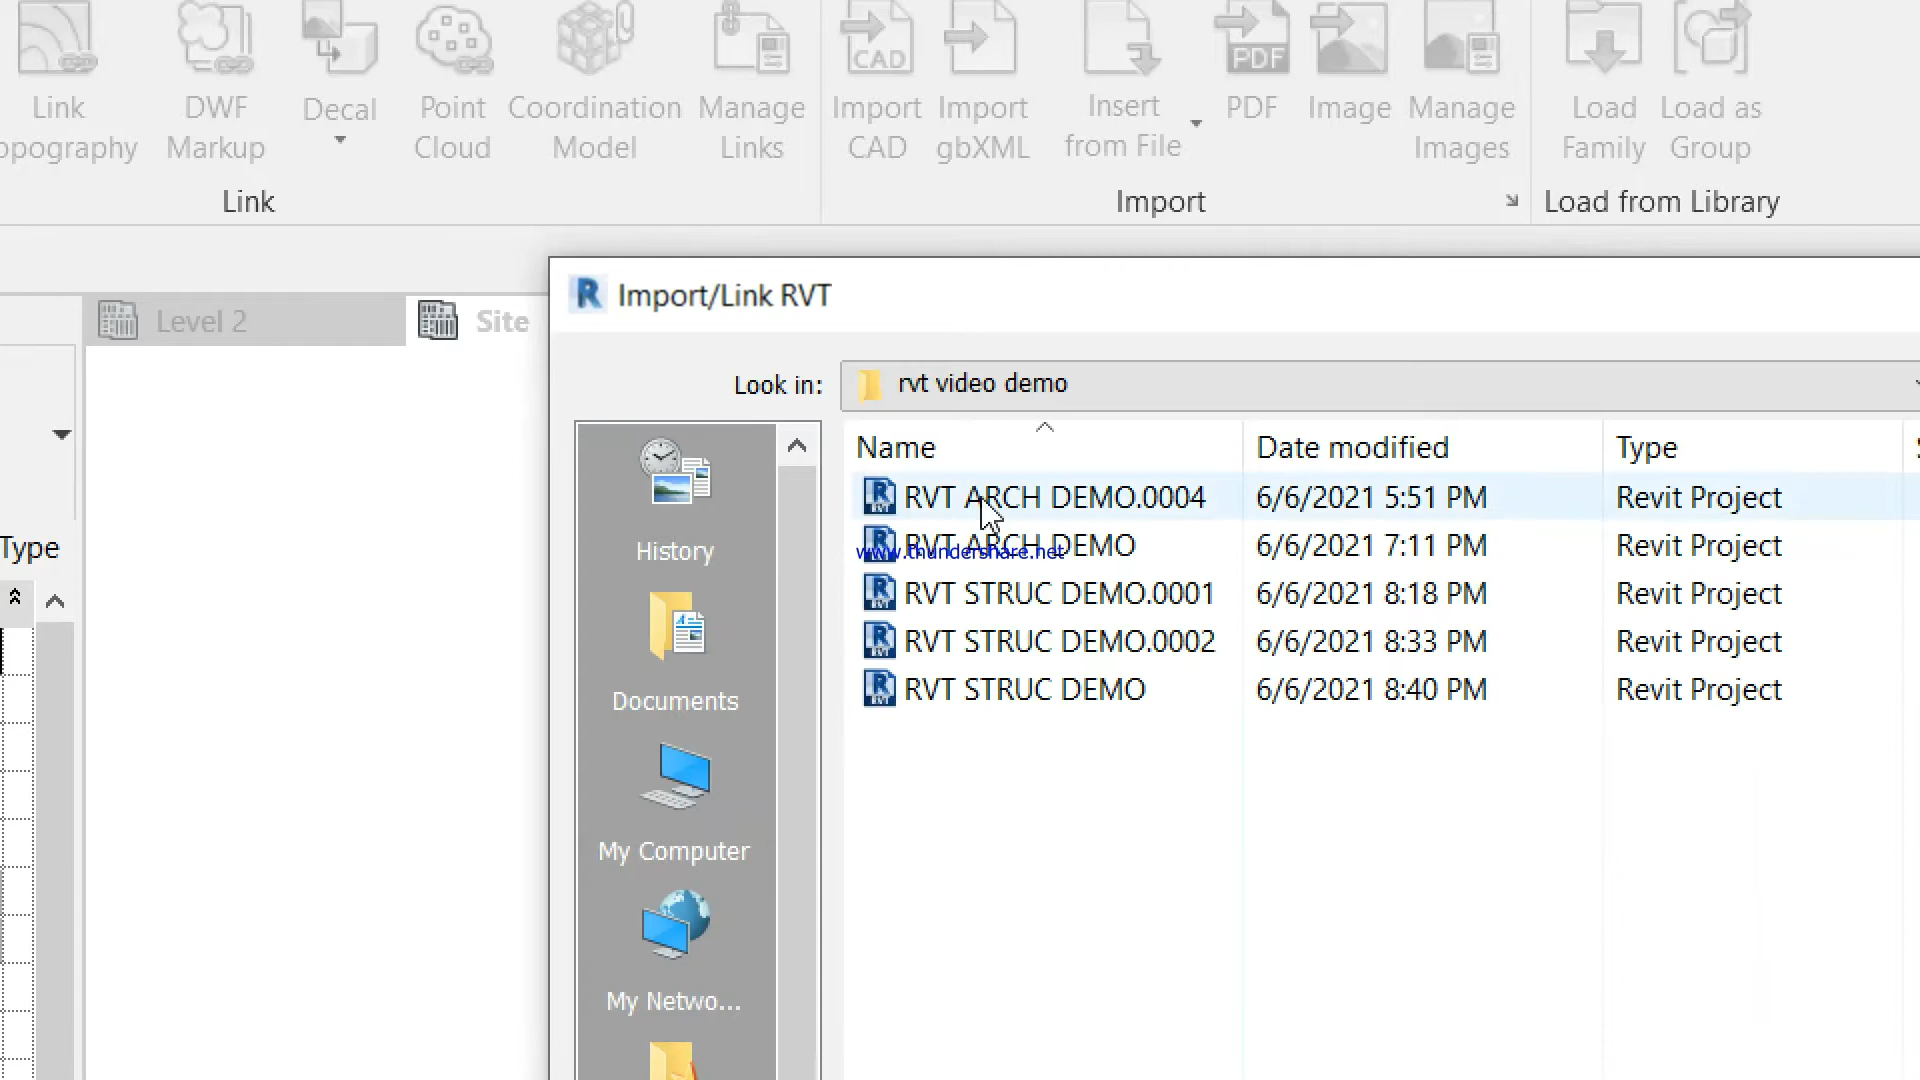 Link
opography
DWF
Markup
Decal
Point
Cloud
Coordination
Model
Manage
Links
CAD
Import
CAD
Import
gbXML
Insert
from File
PDF
PDF
Image
Manage
Images
Load
Family
Load as
Group
Link
Import
Load from Library
R Import/Link RVT
Level 2
Site
Look in:
rvt video demo
Name
Date modified
Type
RVT ARCH DEMO.0004 6/6/2021 5:51 PM Revit Project
RVT ARCH DEMO 6/6/2021 7:11 PM Revit Project
www.thundershare.net
RVT STRUC DEMO.0001 6/6/2021 8:18 PM Revit Project
RVT STRUC DEMO.0002 6/6/2021 8:33 PM Revit Project
RVT STRUC DEMO 6/6/2021 8:40 PM Revit Project
Type
History
Documents
My Computer
My Netwo...